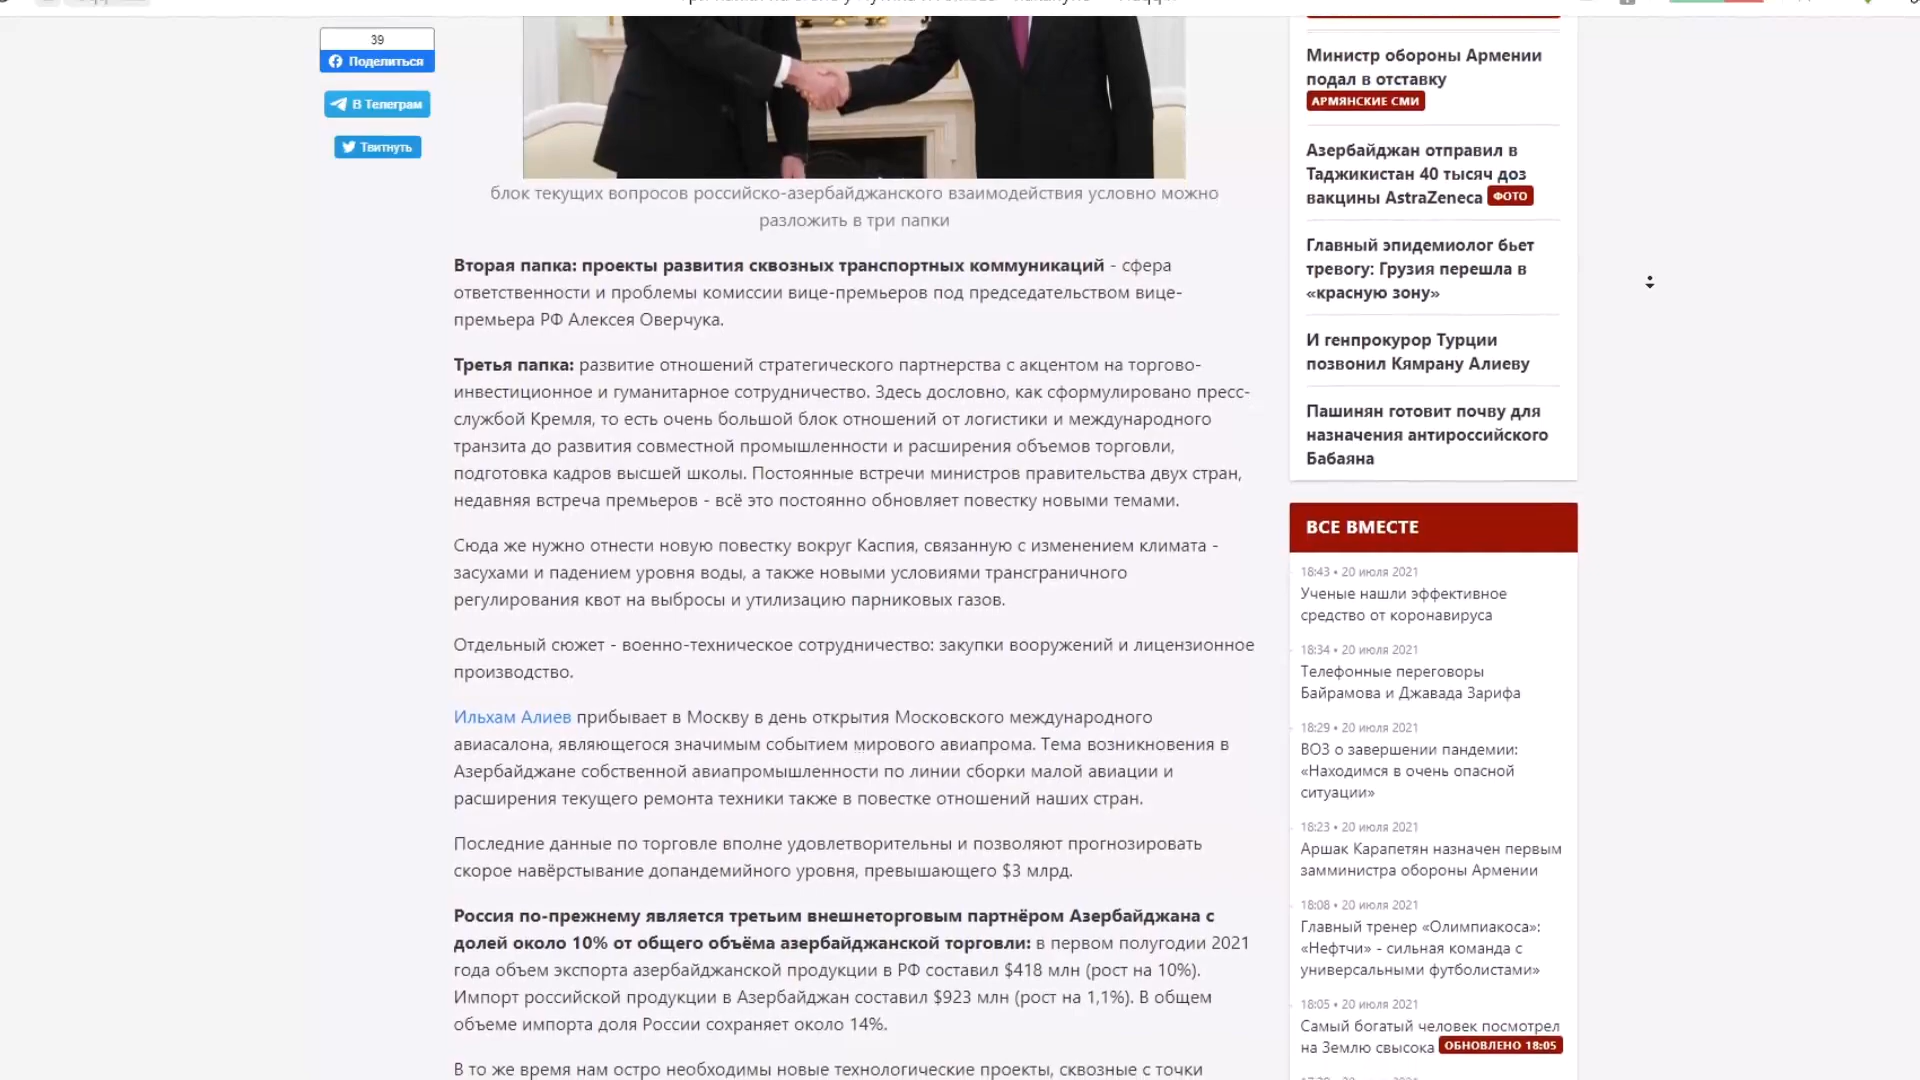 39
Поделиться
В Телеграм
Твитнуть
блок текущих вопросов российско-азербайджанского взаимодействия условно можно
разложить в три папки
Вторая папка: проекты развития сквозных транспортных коммуникаций - сфера
ответственности и проблемы комиссии вице-премьеров под председательством вице-
премьера РФ Алексея Оверчука.
Третья папка: развитие отношений стратегического партнерства с акцентом на торгово-
инвестиционное и гуманитарное сотрудничество. Здесь дословно, как сформулировано пресс-
службой Кремля, то есть очень большой блок отношений от логистики и международного
транзита до развития совместной промышленности и расширения объемов торговли,
подготовка кадров высшей школы. Постоянные встречи министров правительства двух стран,
недавняя встреча премьеров - всё это постоянно обновляет повестку новыми темами.
Сюда же нужно отнести новую повестку вокруг Каспия, связанную с изменением климата -
засухами и падением уровня воды, а также новыми условиями трансграничного
регулирования квот на выбросы и утилизацию парниковых газов.
Отдельный сюжет - военно-техническое сотрудничество: закупки вооружений и лицензионное
производство.
Ильхам Алиев прибывает в Москву в день открытия Московского международного
авиасалона, являющегося значимым событием мирового авиапрома. Тема возникновения в
Азербайджане собственной авиапромышленности по линии сборки малой авиации и
расширения текущего ремонта техники также в повестке отношений наших стран.
Последние данные по торговле вполне удовлетворительны и позволяют прогнозировать
скорое навёрстывание допандемийного уровня, превышающего $3 млрд.
Россия по-прежнему является третьим внешнеторговым партнёром Азербайджана с
долей около 10% от общего объёма азербайджанской торговли: в первом полугодии 2021
года объем экспорта азербайджанской продукции в РФ составил $418 млн (рост на 10%).
Импорт российской продукции в Азербайджан составил $923 млн (рост на 1,1%). В общем
объеме импорта доля России сохраняет около 14%.
В то же время нам остро необходимы новые технологические проекты, сквозные с точки
Министр обороны Армении
подал в отставку
АРМЯНСКИЕ СМИ
Азербайджан отправил в
Таджикистан 40 тысяч доз
вакцины AstraZeneca ФОТО
Главный эпидемиолог бьет
тревогу: Грузия перешла в
«красную зону»
И генпрокурор Турции
позвонил Кямрану Алиеву
Пашинян готовит почву для
назначения антироссийского
Бабаяна
ВСЕ ВМЕСТЕ
18:43 • 20 июля 2021
Ученые нашли эффективное
средство от коронавируса
18:34 • 20 июля 2021
Телефонные переговоры
Байрамова и Джавада Зарифа
18:29 • 20 июля 2021
ВОЗ о завершении пандемии:
«Находимся в очень опасной
ситуации»
18:23 • 20 июля 2021
Аршак Карапетян назначен первым
замминистра обороны Армении
18:08 • 20 июля 2021
Главный тренер «Олимпиакоса»:
«Нефтчи» - сильная команда с
универсальными футболистами»
18:05 • 20 июля 2021
Самый богатый человек посмотрел
на Землю свысока ОБНОВЛЕНО 18:05